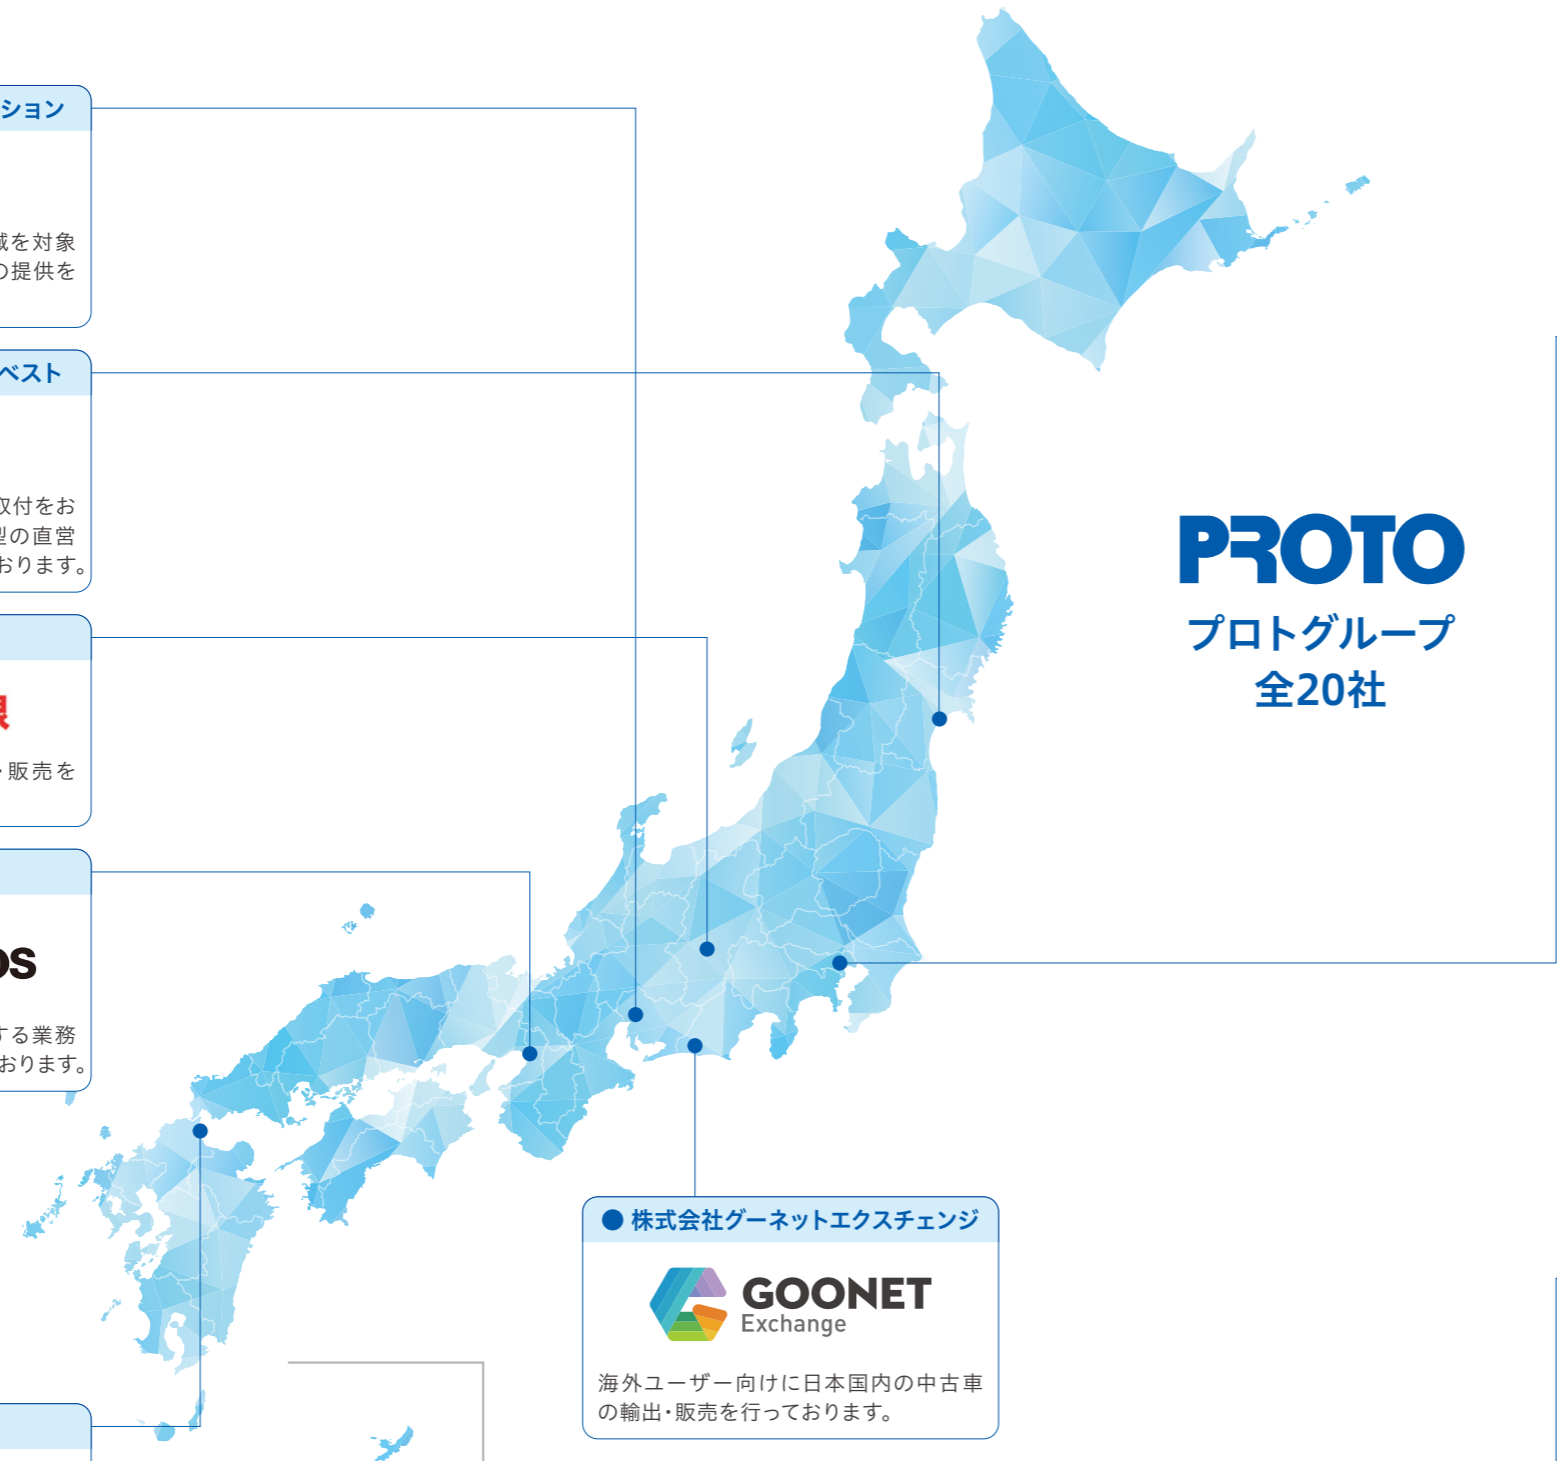 ション
域を対象
の提供を
ベスト
取付をお
型の直営
おります。
・販売を
する業務
おります。
PROTO
プロトグループ
全20社
● 株式会社グーネットエクスチェンジ
GOONET
Exchange
海外ユーザー向けに日本国内の中古車
の輸出・販売を行っております。